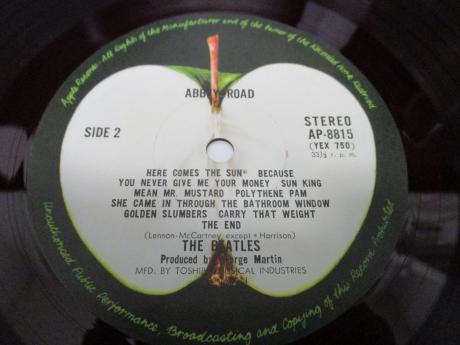 Apple Records · All Rights of the Manufacturer and of the Owner of the Recorded Work Reserved
ABBEY ROAD
SIDE 2
STEREO
AP-8815
(YEX 750)
33⅓ r. p. m.
HERE COMES THE SUN* BECAUSE
YOU NEVER GIVE ME YOUR MONEY SUN KING
MEAN MR. MUSTARD POLYTHENE PAM
SHE CAME IN THROUGH THE BATHROOM WINDOW
GOLDEN SLUMBERS CARRY THAT WEIGHT
THE END
(Lennon-McCartney except * Harrison)
THE BEATLES
Produced by George Martin
MFD. BY TOSHIBA MUSICAL INDUSTRIES
Unauthorised Public Performance, Broadcasting and Copying of this Record Prohibited